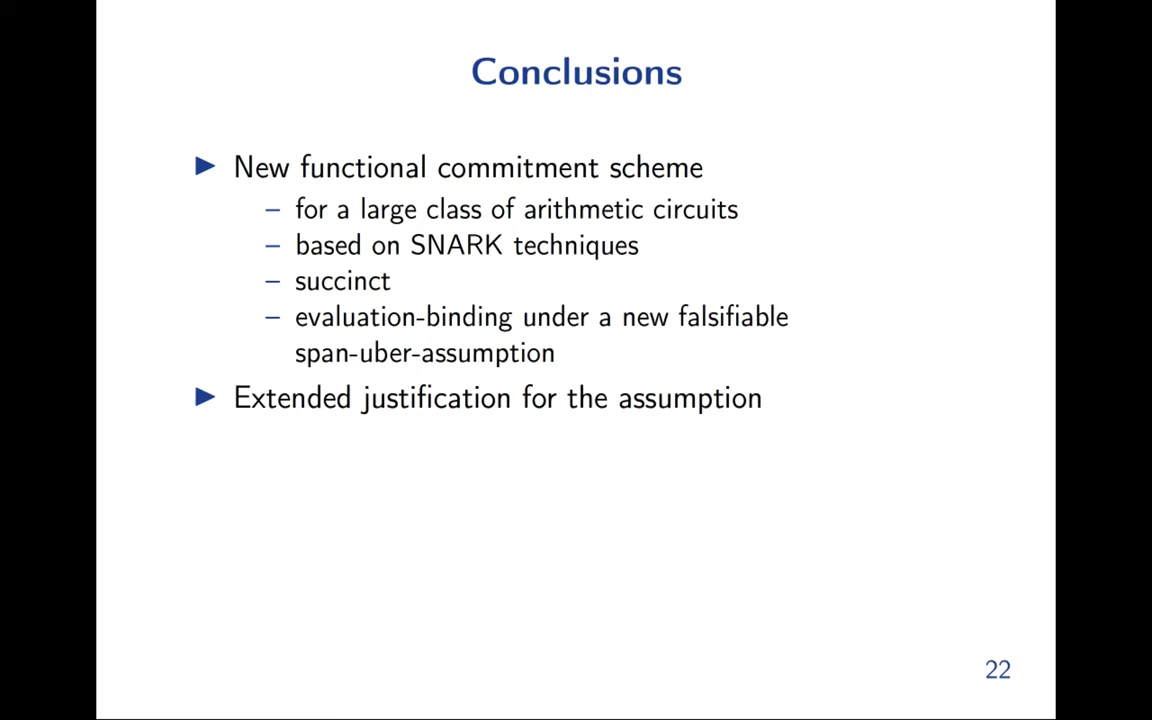 Conclusions
▶ New functional commitment scheme
– for a large class of arithmetic circuits
– based on SNARK techniques
– succinct
– evaluation-binding under a new falsifiable
span-uber-assumption
▶ Extended justification for the assumption
22